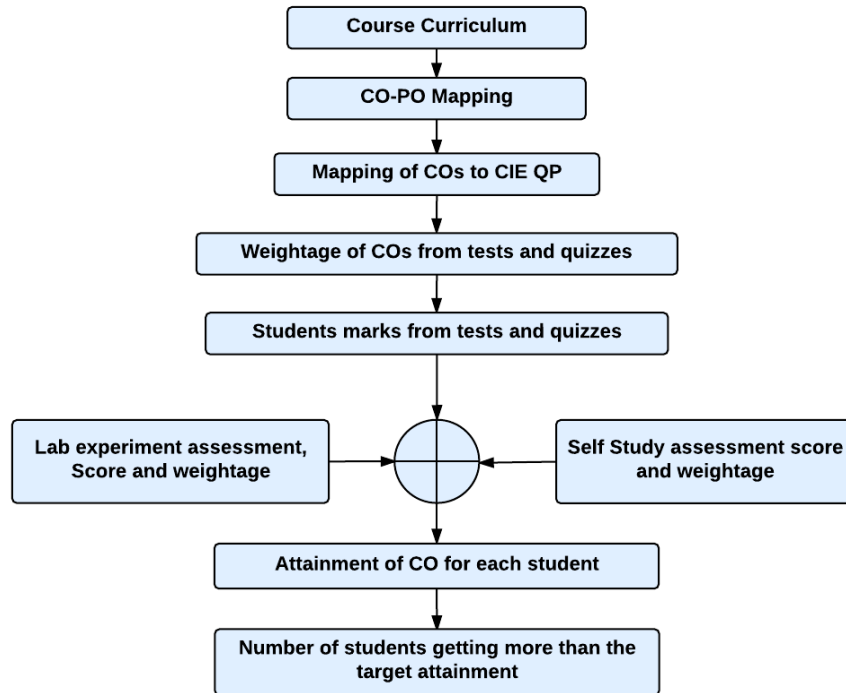 Course Curriculum
CO-PO Mapping
Mapping of COs to CIE QP
Weightage of COs from tests and quizzes
Students marks from tests and quizzes
Lab experiment assessment,
Score and weightage
Self Study assessment score
and weightage
Attainment of CO for each student
Number of students getting more than the
target attainment